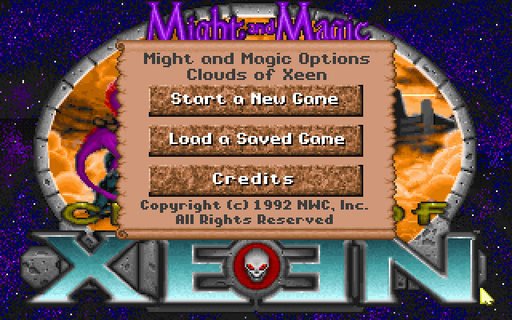 Might and Magic
Might and Magic Options
Clouds of Xeen
Start a New Game
Load a Saved Game
Credits
Copyright (c) 1992 NWC, Inc.
All Rights Reserved
OF
XEEN